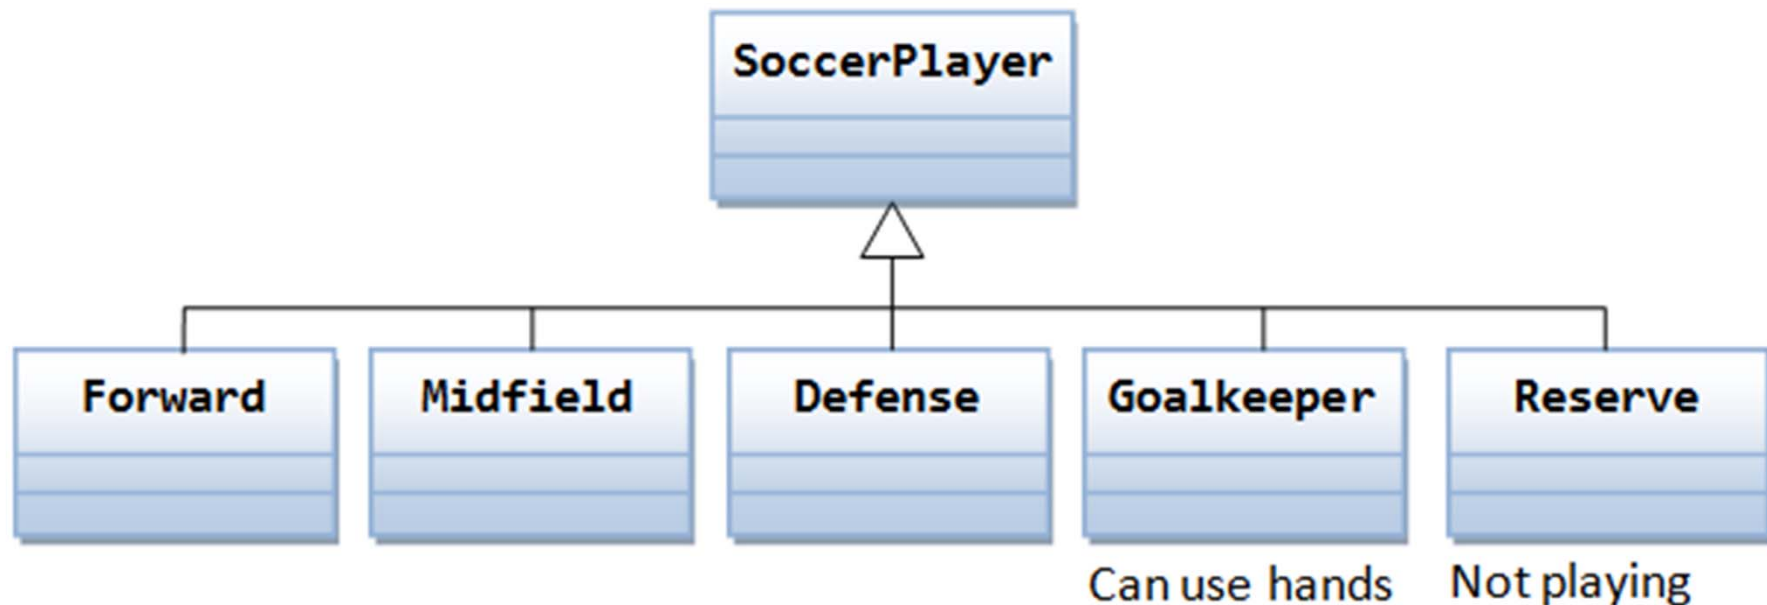 SoccerPlayer
Forward
Midfield
Defense
Goalkeeper
Reserve
Can use hands
Not playing